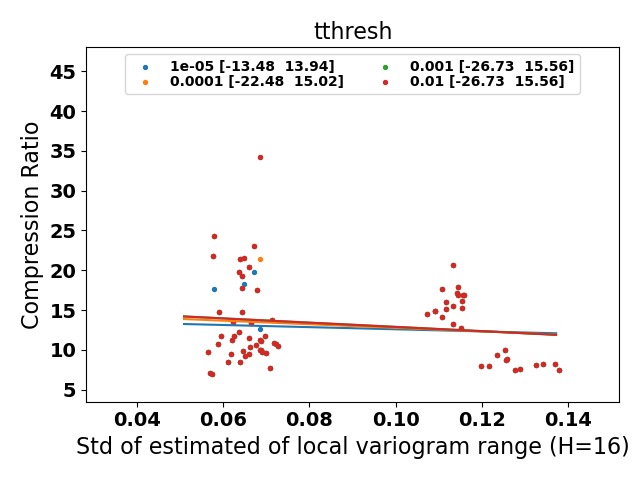 tthresh
1e-05 [-13.48  13.94]
0.0001 [-22.48  15.02]
0.001 [-26.73  15.56]
0.01 [-26.73  15.56]
Compression Ratio
45
40
35
30
25
20
15
10
5
0.04 0.06 0.08 0.10 0.12 0.14
Std of estimated of local variogram range (H=16)